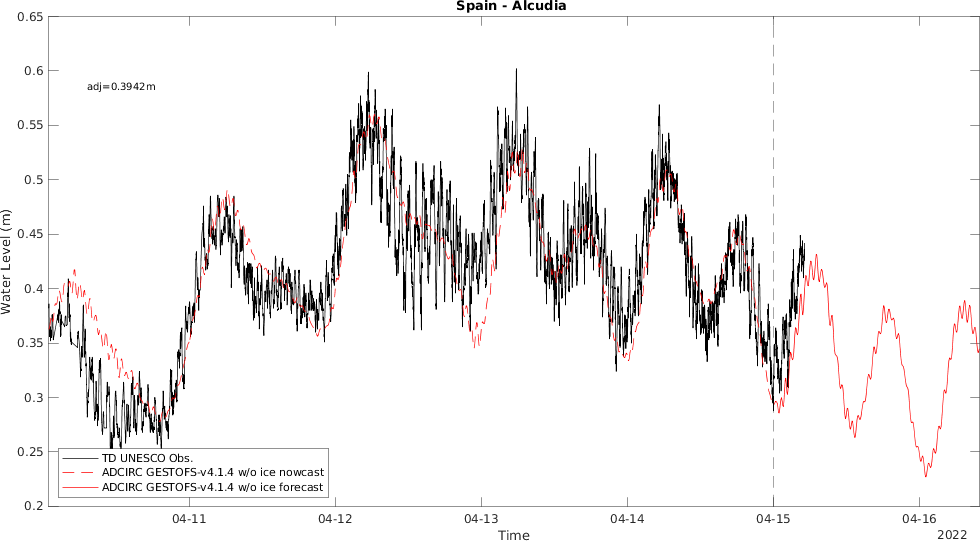 Spain - Alcudia
0.65
0.6
adj=0.3942m
0.55
0.5
0.45
0.4
0.35
0.3
0.25
0.2
Water Level (m)
TD UNESCO Obs.
ADCIRC GESTOFS-v4.1.4 w/o ice nowcast
ADCIRC GESTOFS-v4.1.4 w/o ice forecast
04-11 04-12 04-13 04-14 04-15 04-16
Time
2022